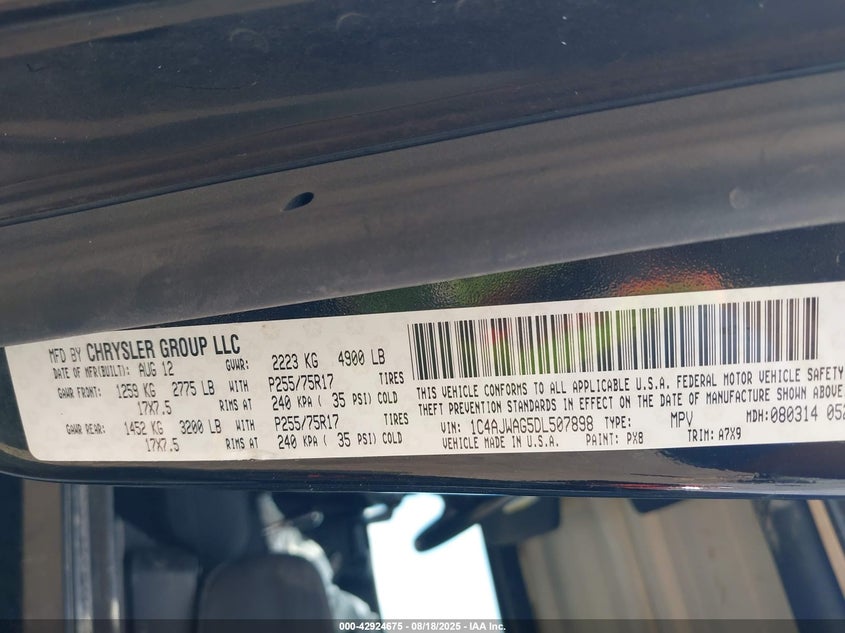 MFD BY CHRYSLER GROUP LLC
DATE OF MFR(BUILT): AUG 12 GVWR: 2223 KG 4900 LB
GAWR FRONT: 1259 KG 2775 LB WITH P255/75R17 TIRES
17X7.5 RIMS AT 240 KPA ( 35 PSI) COLD
GAWR REAR: 1452 KG 3200 LB WITH P255/75R17 TIRES
17X7.5 RIMS AT 240 KPA ( 35 PSI) COLD
THIS VEHICLE CONFORMS TO ALL APPLICABLE U.S.A. FEDERAL MOTOR VEHICLE SAFETY
THEFT PREVENTION STANDARDS IN EFFECT ON THE DATE OF MANUFACTURE SHOWN ABOVE.
VIN: 1C4AJWAG5DL507898 TYPE: MPV MDH:080314 052
VEHICLE MADE IN U.S.A. PAINT: PX8 TRIM: A7X9
000-42924675 - 08/18/2025 - IAA Inc.